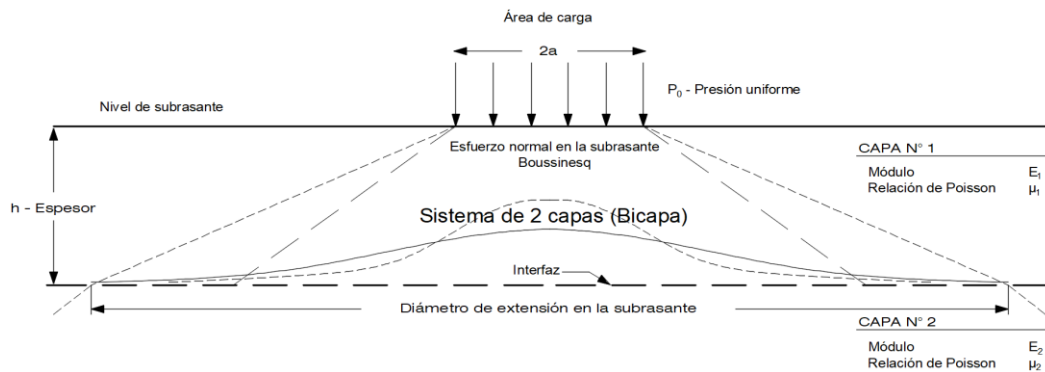 Área de carga
2a
P₀ - Presión uniforme
Nivel de subrasante
Esfuerzo normal en la subrasante
Boussinesq
CAPA N° 1
Módulo E₁
Relación de Poisson μ₁
h - Espesor
Sistema de 2 capas (Bicapa)
Interfaz
Diámetro de extensión en la subrasante
CAPA N° 2
Módulo E₂
Relación de Poisson μ₂